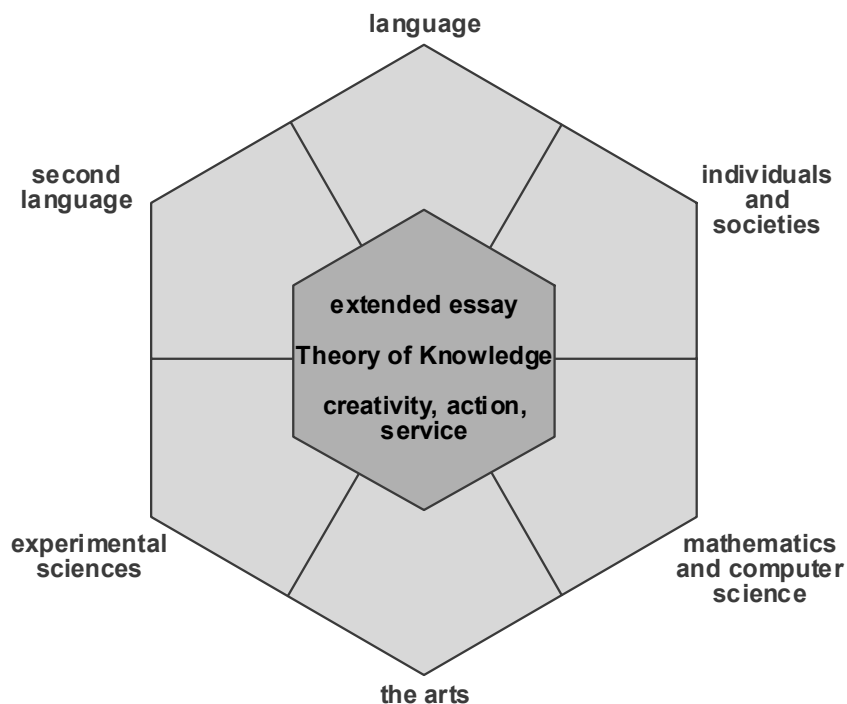 language
second
language
individuals
and
societies
extended essay
Theory of Knowledge
creativity, action,
service
experimental
sciences
mathematics
and computer
science
the arts